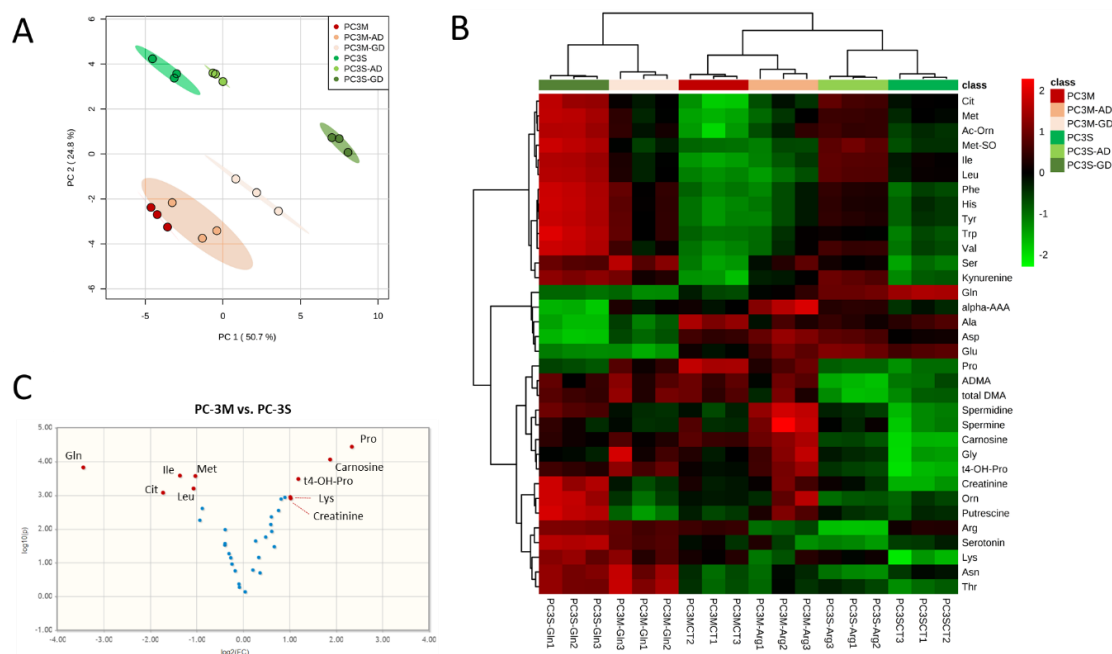 A
PC3M
PC3M-AD
PC3M-GD
PC3S
PC3S-AD
PC3S-GD
6
4
2
0
-2
-4
-6
PC 2 ( 24.8 %)
-5
0
5
10
PC 1 ( 50.7 %)
B
class
Cit
Met
Ac-Orn
Met-SO
Ile
Leu
Phe
His
Tyr
Trp
Val
Ser
Kynurenine
Gln
alpha-AAA
Ala
Asp
Glu
Pro
ADMA
total DMA
Spermidine
Spermine
Carnosine
Gly
t4-OH-Pro
Creatinine
Orn
Putrescine
Arg
Serotonin
Lys
Asn
Thr
PC3S-Gln1
PC3S-Gln2
PC3S-Gln3
PC3M-Gln3
PC3M-Gln1
PC3M-Gln2
PC3MCT2
PC3MCT1
PC3MCT3
PC3M-Arg1
PC3M-Arg2
PC3M-Arg3
PC3S-Arg3
PC3S-Arg1
PC3S-Arg2
PC3SCT3
PC3SCT1
PC3SCT2
2
1
0
-1
-2
class
PC3M
PC3M-AD
PC3M-GD
PC3S
PC3S-AD
PC3S-GD
C
PC-3M vs. PC-3S
5.00
4.00
3.00
2.00
1.00
0.00
-1.00
log10(p)
Gln
Ile
Met
Cit
Leu
Pro
Carnosine
t4-OH-Pro
Lys
Creatinine
-4.00
-3.00
-2.00
-1.00
0.00
1.00
2.00
3.00
4.00
log2(FC)